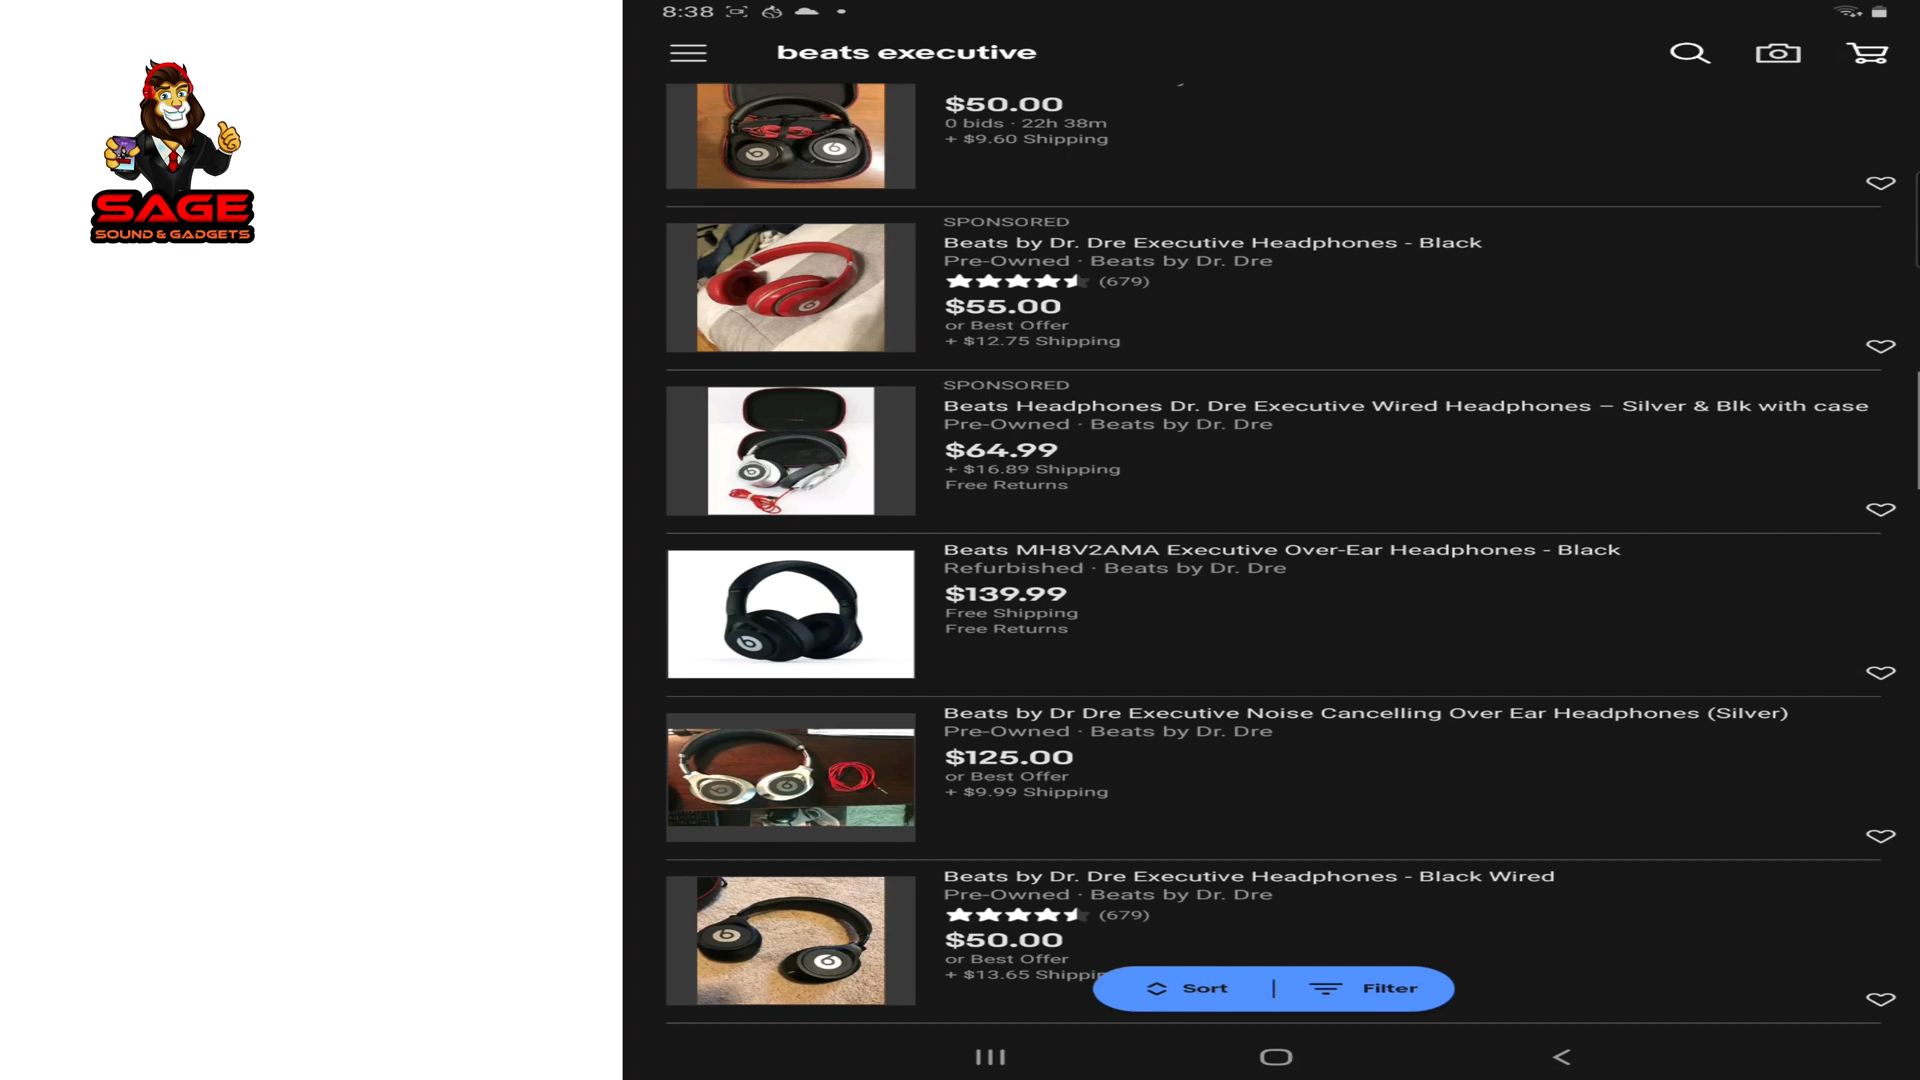 SAGE
SOUND & GADGETS
8:38
beats executive
$50.00
0 bids · 22h 38m
+ $9.60 Shipping
SPONSORED
Beats by Dr. Dre Executive Headphones - Black
Pre-Owned · Beats by Dr. Dre
(679)
$55.00
or Best Offer
+ $12.75 Shipping
SPONSORED
Beats Headphones Dr. Dre Executive Wired Headphones – Silver & Blk with case
Pre-Owned · Beats by Dr. Dre
$64.99
+ $16.89 Shipping
Free Returns
Beats MH8V2AMA Executive Over-Ear Headphones - Black
Refurbished · Beats by Dr. Dre
$139.99
Free Shipping
Free Returns
Beats by Dr Dre Executive Noise Cancelling Over Ear Headphones (Silver)
Pre-Owned · Beats by Dr. Dre
$125.00
or Best Offer
+ $9.99 Shipping
Beats by Dr. Dre Executive Headphones - Black Wired
Pre-Owned · Beats by Dr. Dre
(679)
$50.00
or Best Offer
+ $13.65 Shippin
Sort | Filter